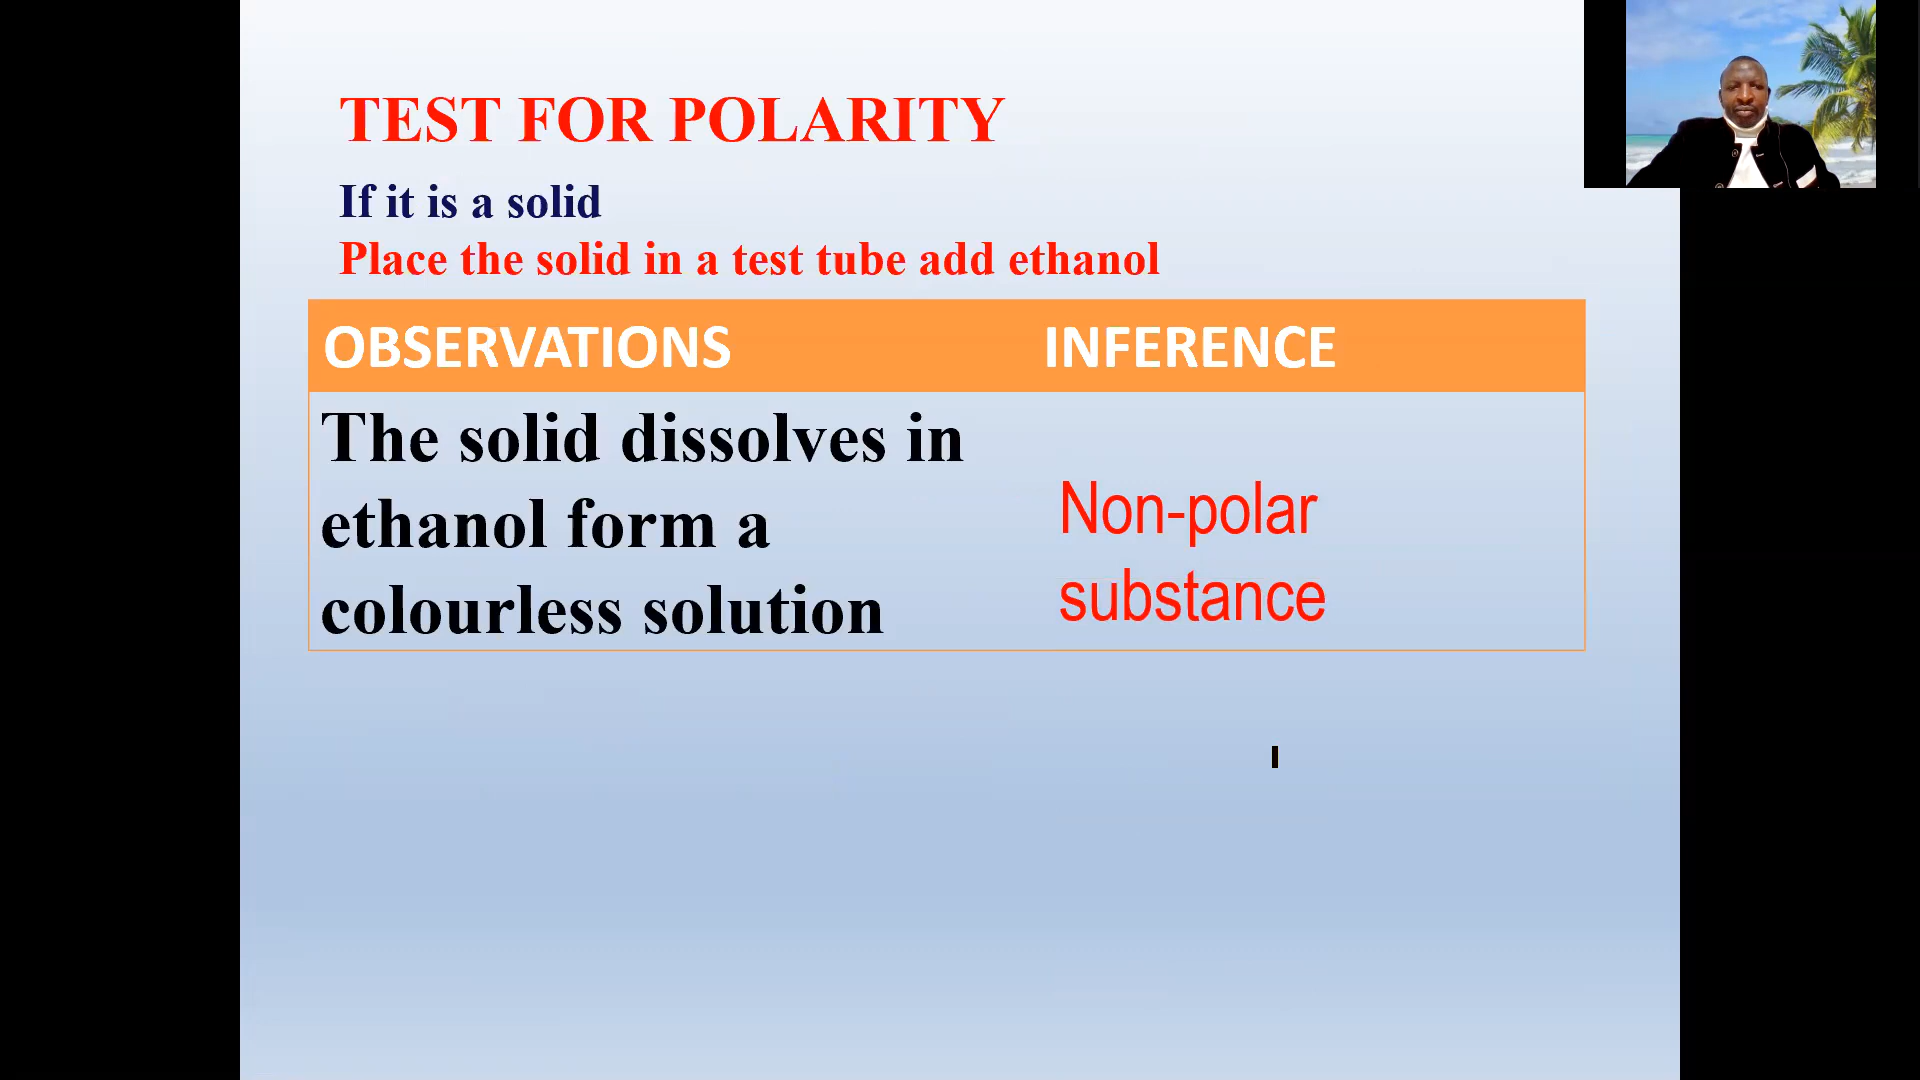 TEST FOR POLARITY
If it is a solid
Place the solid in a test tube add ethanol
OBSERVATIONS INFERENCE
The solid dissolves in
ethanol form a
colourless solution
Non-polar
substance